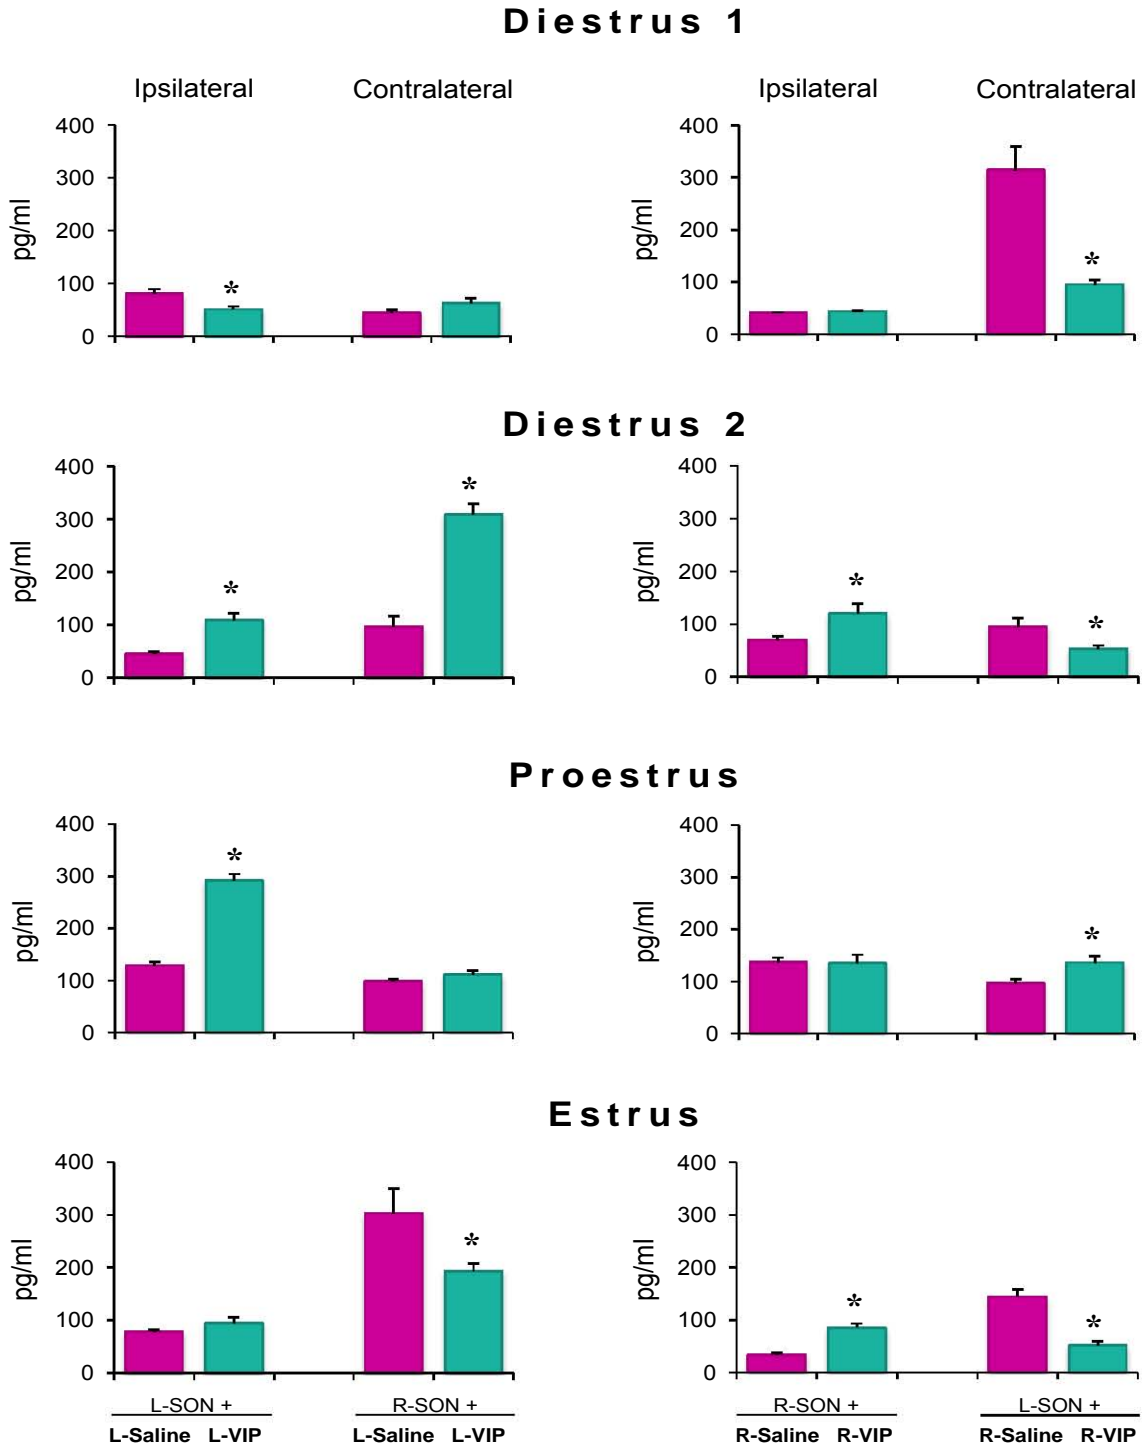 Diestrus 1
Ipsilateral Contralateral Ipsilateral Contralateral
400 400
300 300
pg/ml pg/ml
200 200
* *
100 100
0 0
Diestrus 2
400 400
* 
300 300
pg/ml pg/ml
200 200
* * *
100 100
0 0
Proestrus
400 400
*
300 300
pg/ml pg/ml
200 200
*
100 100
0 0
Estrus
400 400
300 300
pg/ml pg/ml
* 
200 200
* *
100 100
0 0
L-SON + R-SON + R-SON + L-SON +
L-Saline L-VIP L-Saline L-VIP R-Saline R-VIP R-Saline R-VIP